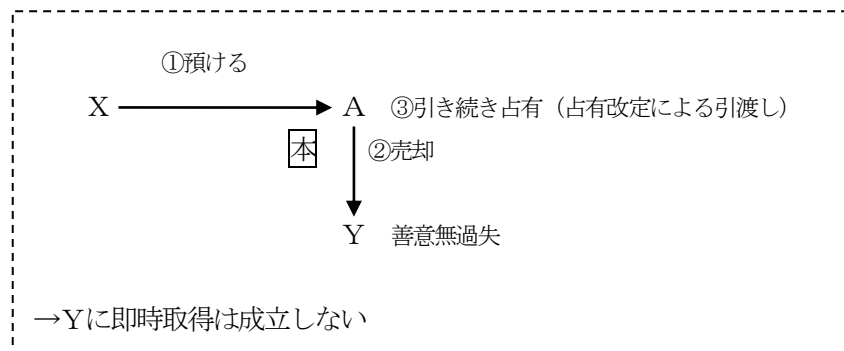 ①預ける
X A ③引き続き占有（占有改定による引渡し）
本 ②売却
Y 善意無過失
→Yに即時取得は成立しない